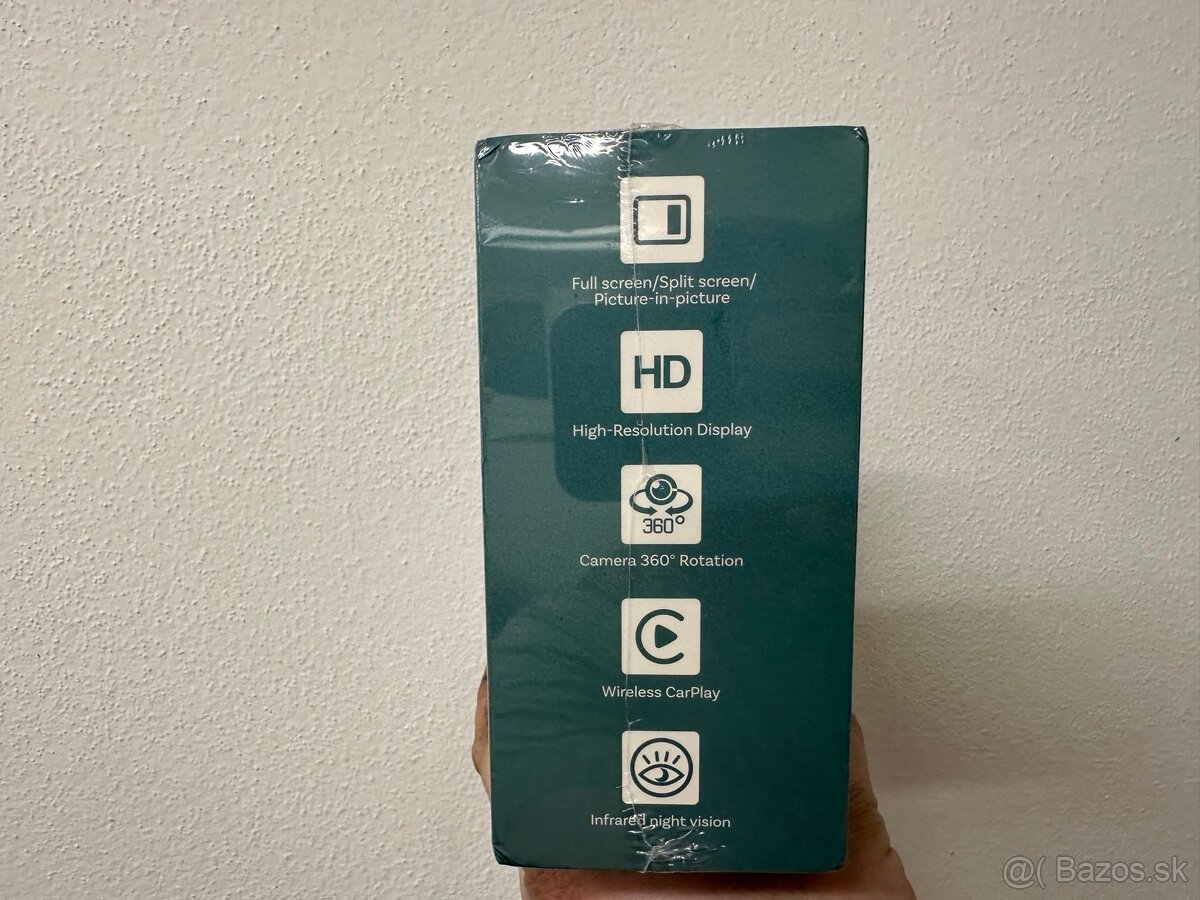 Full screen/Split screen/
Picture-in-picture
HD
High-Resolution Display
360°
Camera 360° Rotation
Wireless CarPlay
Infrared night vision
@( Bazos.sk